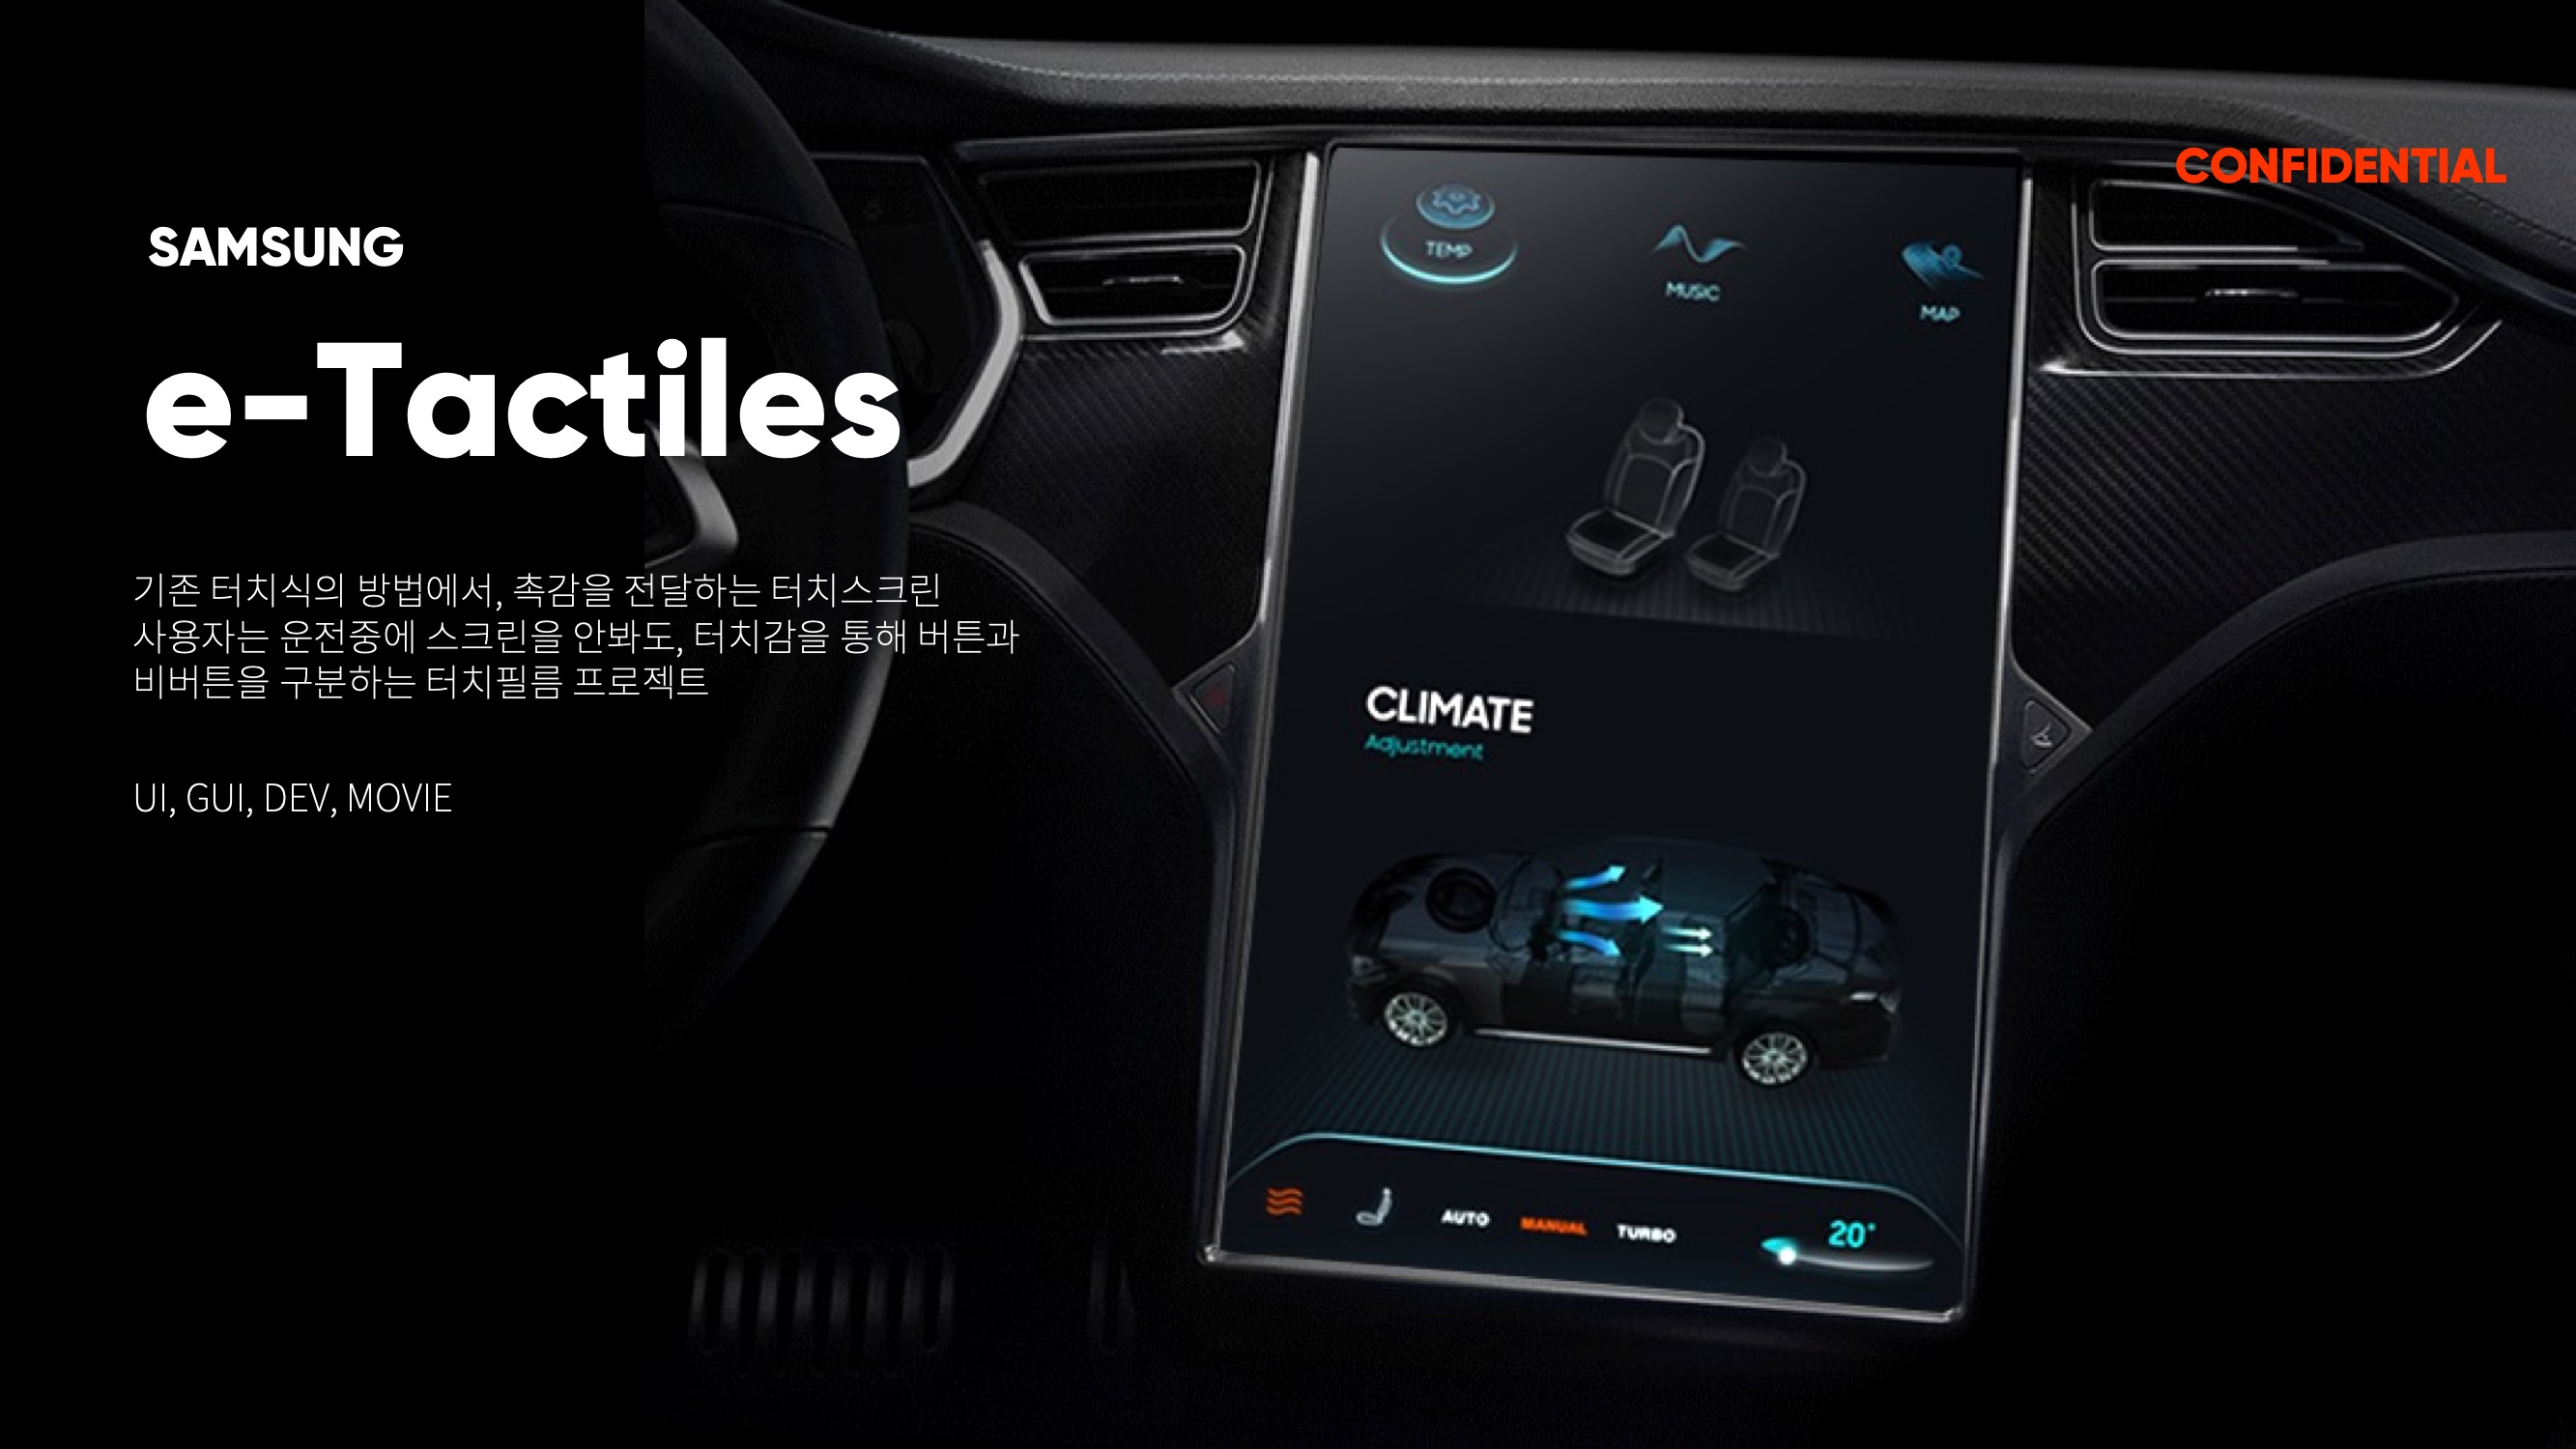 CONFIDENTIAL
SAMSUNG
e-Tactiles
기존 터치식의 방법에서, 촉감을 전달하는 터치스크린
사용자는 운전중에 스크린을 안봐도, 터치감을 통해 버튼과
비버튼을 구분하는 터치필름 프로젝트
UI, GUI, DEV, MOVIE
TEMP
MUSIC
MAP
CLIMATE
Adjustment
AUTO MANUAL TURBO 20°